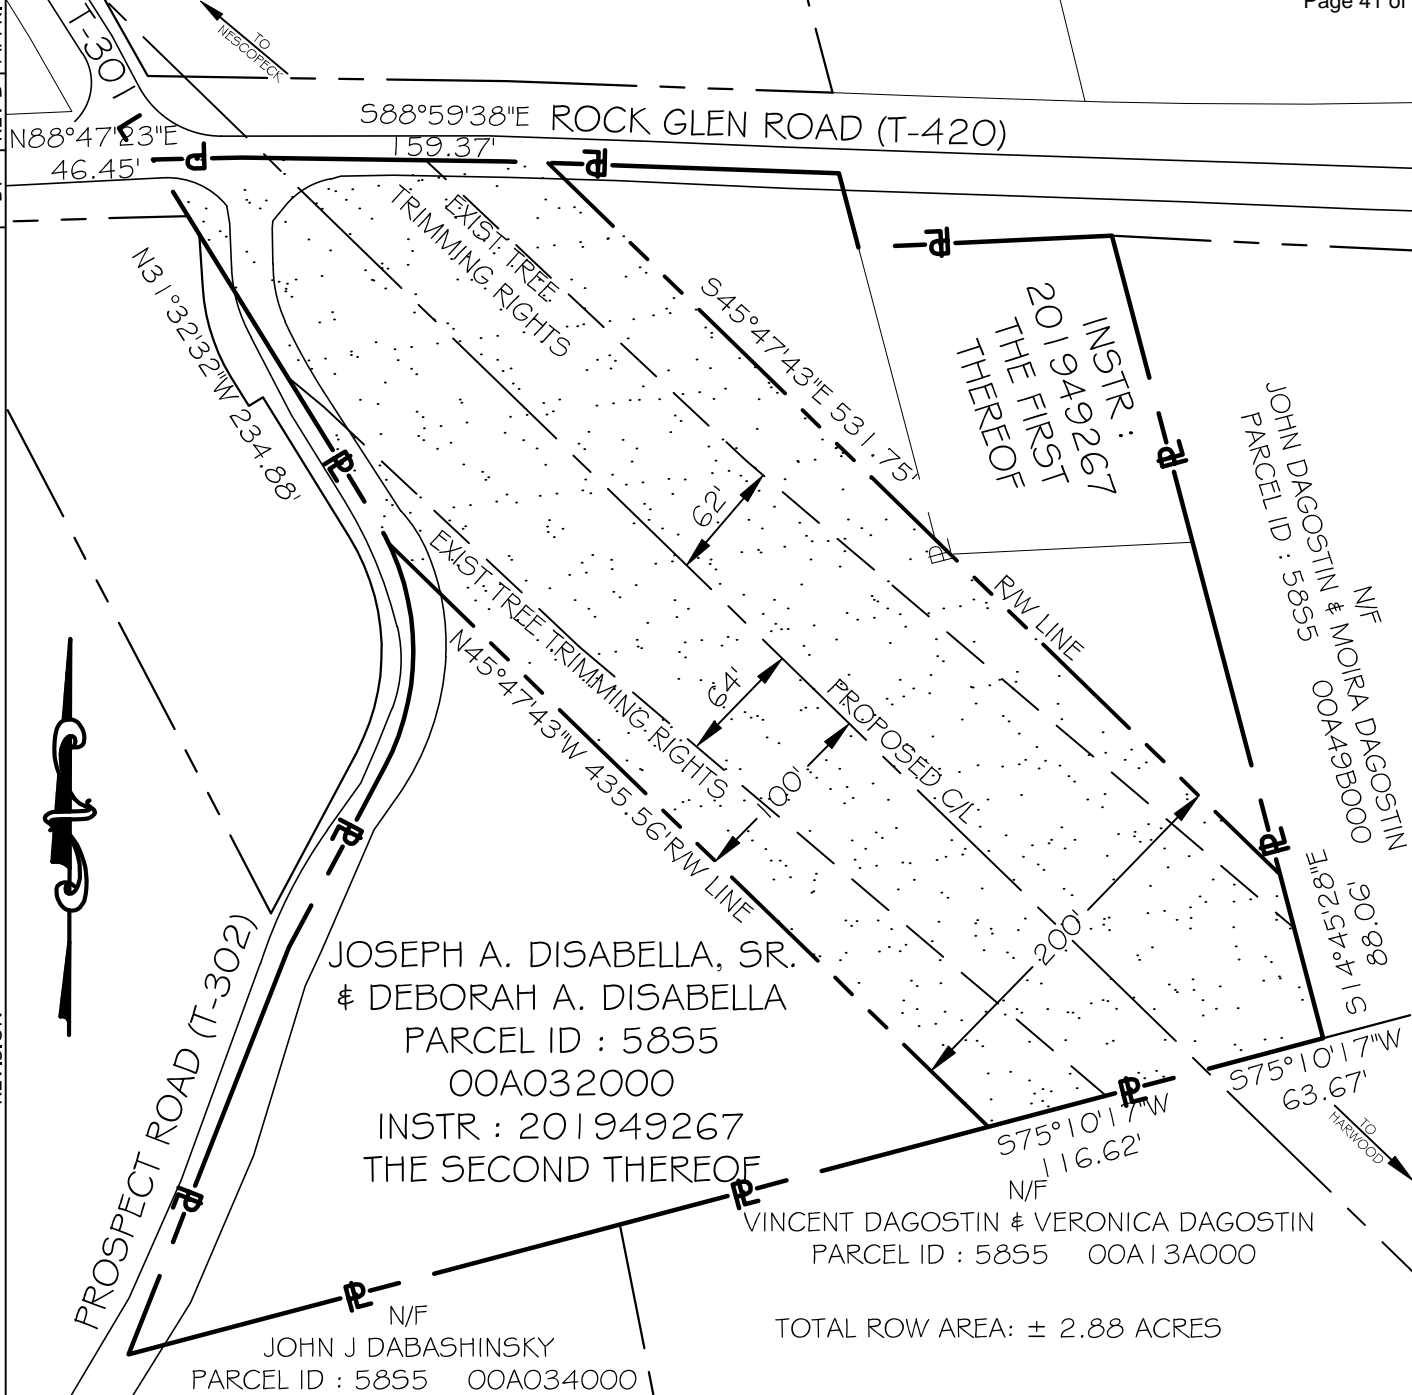 Page 41 of
T-301
TO
NESCOPECK
N88°47'23"E
46.45'
S88°59'38"E
159.37'
ROCK GLEN ROAD (T-420)
EXIST. TREE
TRIMMING RIGHTS
N31°32'32"W 234.88'
S45°47'43"E 531.75'
INSTR :
201949267
THE FIRST
THEREOF
N/F
JOHN DAGOSTIN & MOIRA DAGOSTIN
PARCEL ID : 58S5 00A49B000
62'
EXIST. TREE TRIMMING RIGHTS
R/W LINE
64'
PROPOSED C/L
100'
N45°47'43"W 435.56'
R/W LINE
200'
S14°45'28"E
88.06'
PROSPECT ROAD (T-302)
JOSEPH A. DISABELLA, SR.
& DEBORAH A. DISABELLA
PARCEL ID : 58S5
00A032000
INSTR : 201949267
THE SECOND THEREOF
S75°10'17"W
63.67'
TO
HARWOOD
S75°10'17"W
116.62'
N/F
VINCENT DAGOSTIN & VERONICA DAGOSTIN
PARCEL ID : 58S5 00A13A000
N/F
JOHN J DABASHINSKY
PARCEL ID : 58S5 00A034000
TOTAL ROW AREA: ± 2.88 ACRES